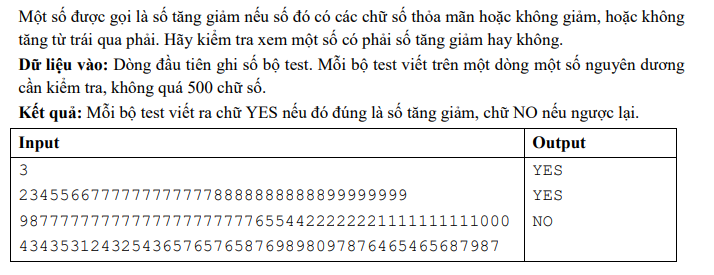 Một số được gọi là số tăng giảm nếu số đó có các chữ số thỏa mãn hoặc không giảm, hoặc không
tăng từ trái qua phải. Hãy kiểm tra xem một số có phải số tăng giảm hay không.
Dữ liệu vào: Dòng đầu tiên ghi số bộ test. Mỗi bộ test viết trên một dòng một số nguyên dương
cần kiểm tra, không quá 500 chữ số.
Kết quả: Mỗi bộ test viết ra chữ YES nếu đó đúng là số tăng giảm, chữ NO nếu ngược lại.
Input Output
3 YES
23455667777777777777888888888899999999 YES
98777777777777777777777765544222222211111111111000 NO
43435312432543657657658769898097876465465687987